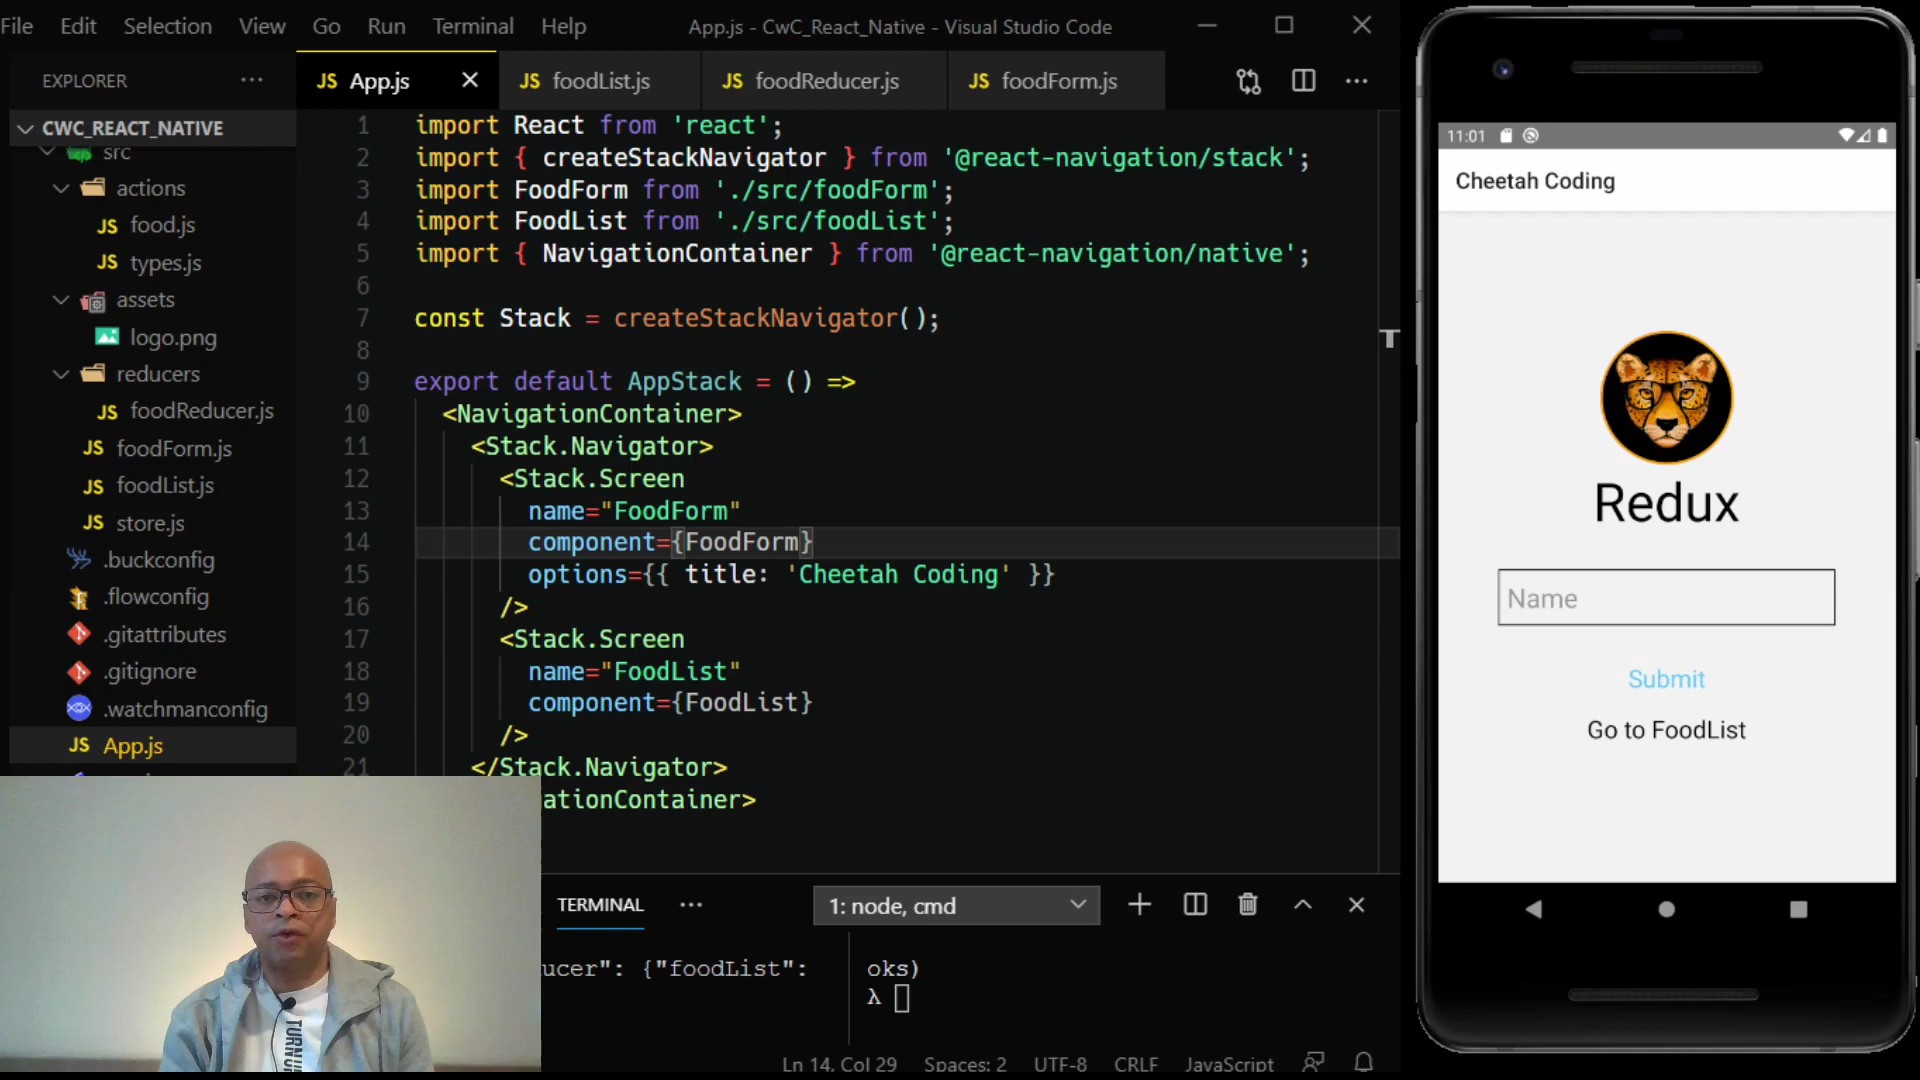 File Edit Selection View Go Run Terminal Help App.js - CwC_React_Native - Visual Studio Code
EXPLORER ···
CWC_REACT_NATIVE
src
actions
JS food.js
JS types.js
assets
logo.png
reducers
JS foodReducer.js
JS foodForm.js
JS foodList.js
JS store.js
.buckconfig
.flowconfig
.gitattributes
.gitignore
.watchmanconfig
JS App.js
JS App.js JS foodList.js JS foodReducer.js JS foodForm.js
1 import React from 'react';
2 import { createStackNavigator } from '@react-navigation/stack';
3 import FoodForm from './src/foodForm';
4 import FoodList from './src/foodList';
5 import { NavigationContainer } from '@react-navigation/native';
6
7 const Stack = createStackNavigator();
8
9 export default AppStack = () =>
10 <NavigationContainer>
11 <Stack.Navigator>
12 <Stack.Screen
13 name="FoodForm"
14 component={FoodForm}
15 options={{ title: 'Cheetah Coding' }}
16 />
17 <Stack.Screen
18 name="FoodList"
19 component={FoodList}
20 />
21 </Stack.Navigator>
ationContainer>
TERMINAL ··· 1: node, cmd
ucer": {"foodList":
oks)
λ
Ln 14, Col 29 Spaces: 2 UTF-8 CRLF JavaScript
11:01
Cheetah Coding
Redux
Name
Submit
Go to FoodList